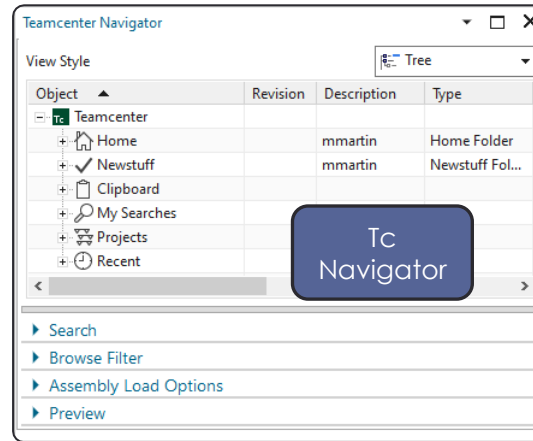 Teamcenter Navigator
View Style Tree
Object Revision Description Type
Tc Teamcenter
Home mmartin Home Folder
Newstuff mmartin Newstuff Fol...
Clipboard
My Searches
Projects
Recent
Tc
Navigator
Search
Browse Filter
Assembly Load Options
Preview